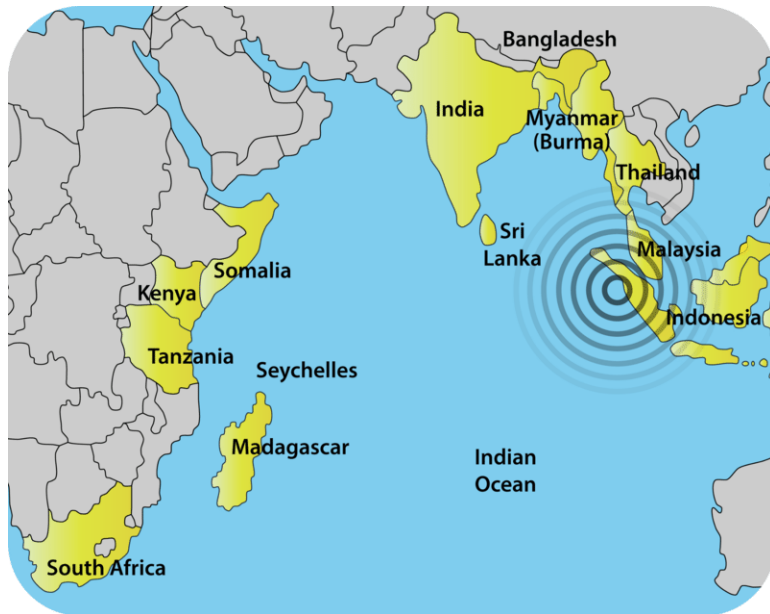 Bangladesh
India
Myanmar
(Burma)
Thailand
Sri
Lanka
Malaysia
Somalia
Kenya
Indonesia
Tanzania
Seychelles
Madagascar
Indian
Ocean
South Africa